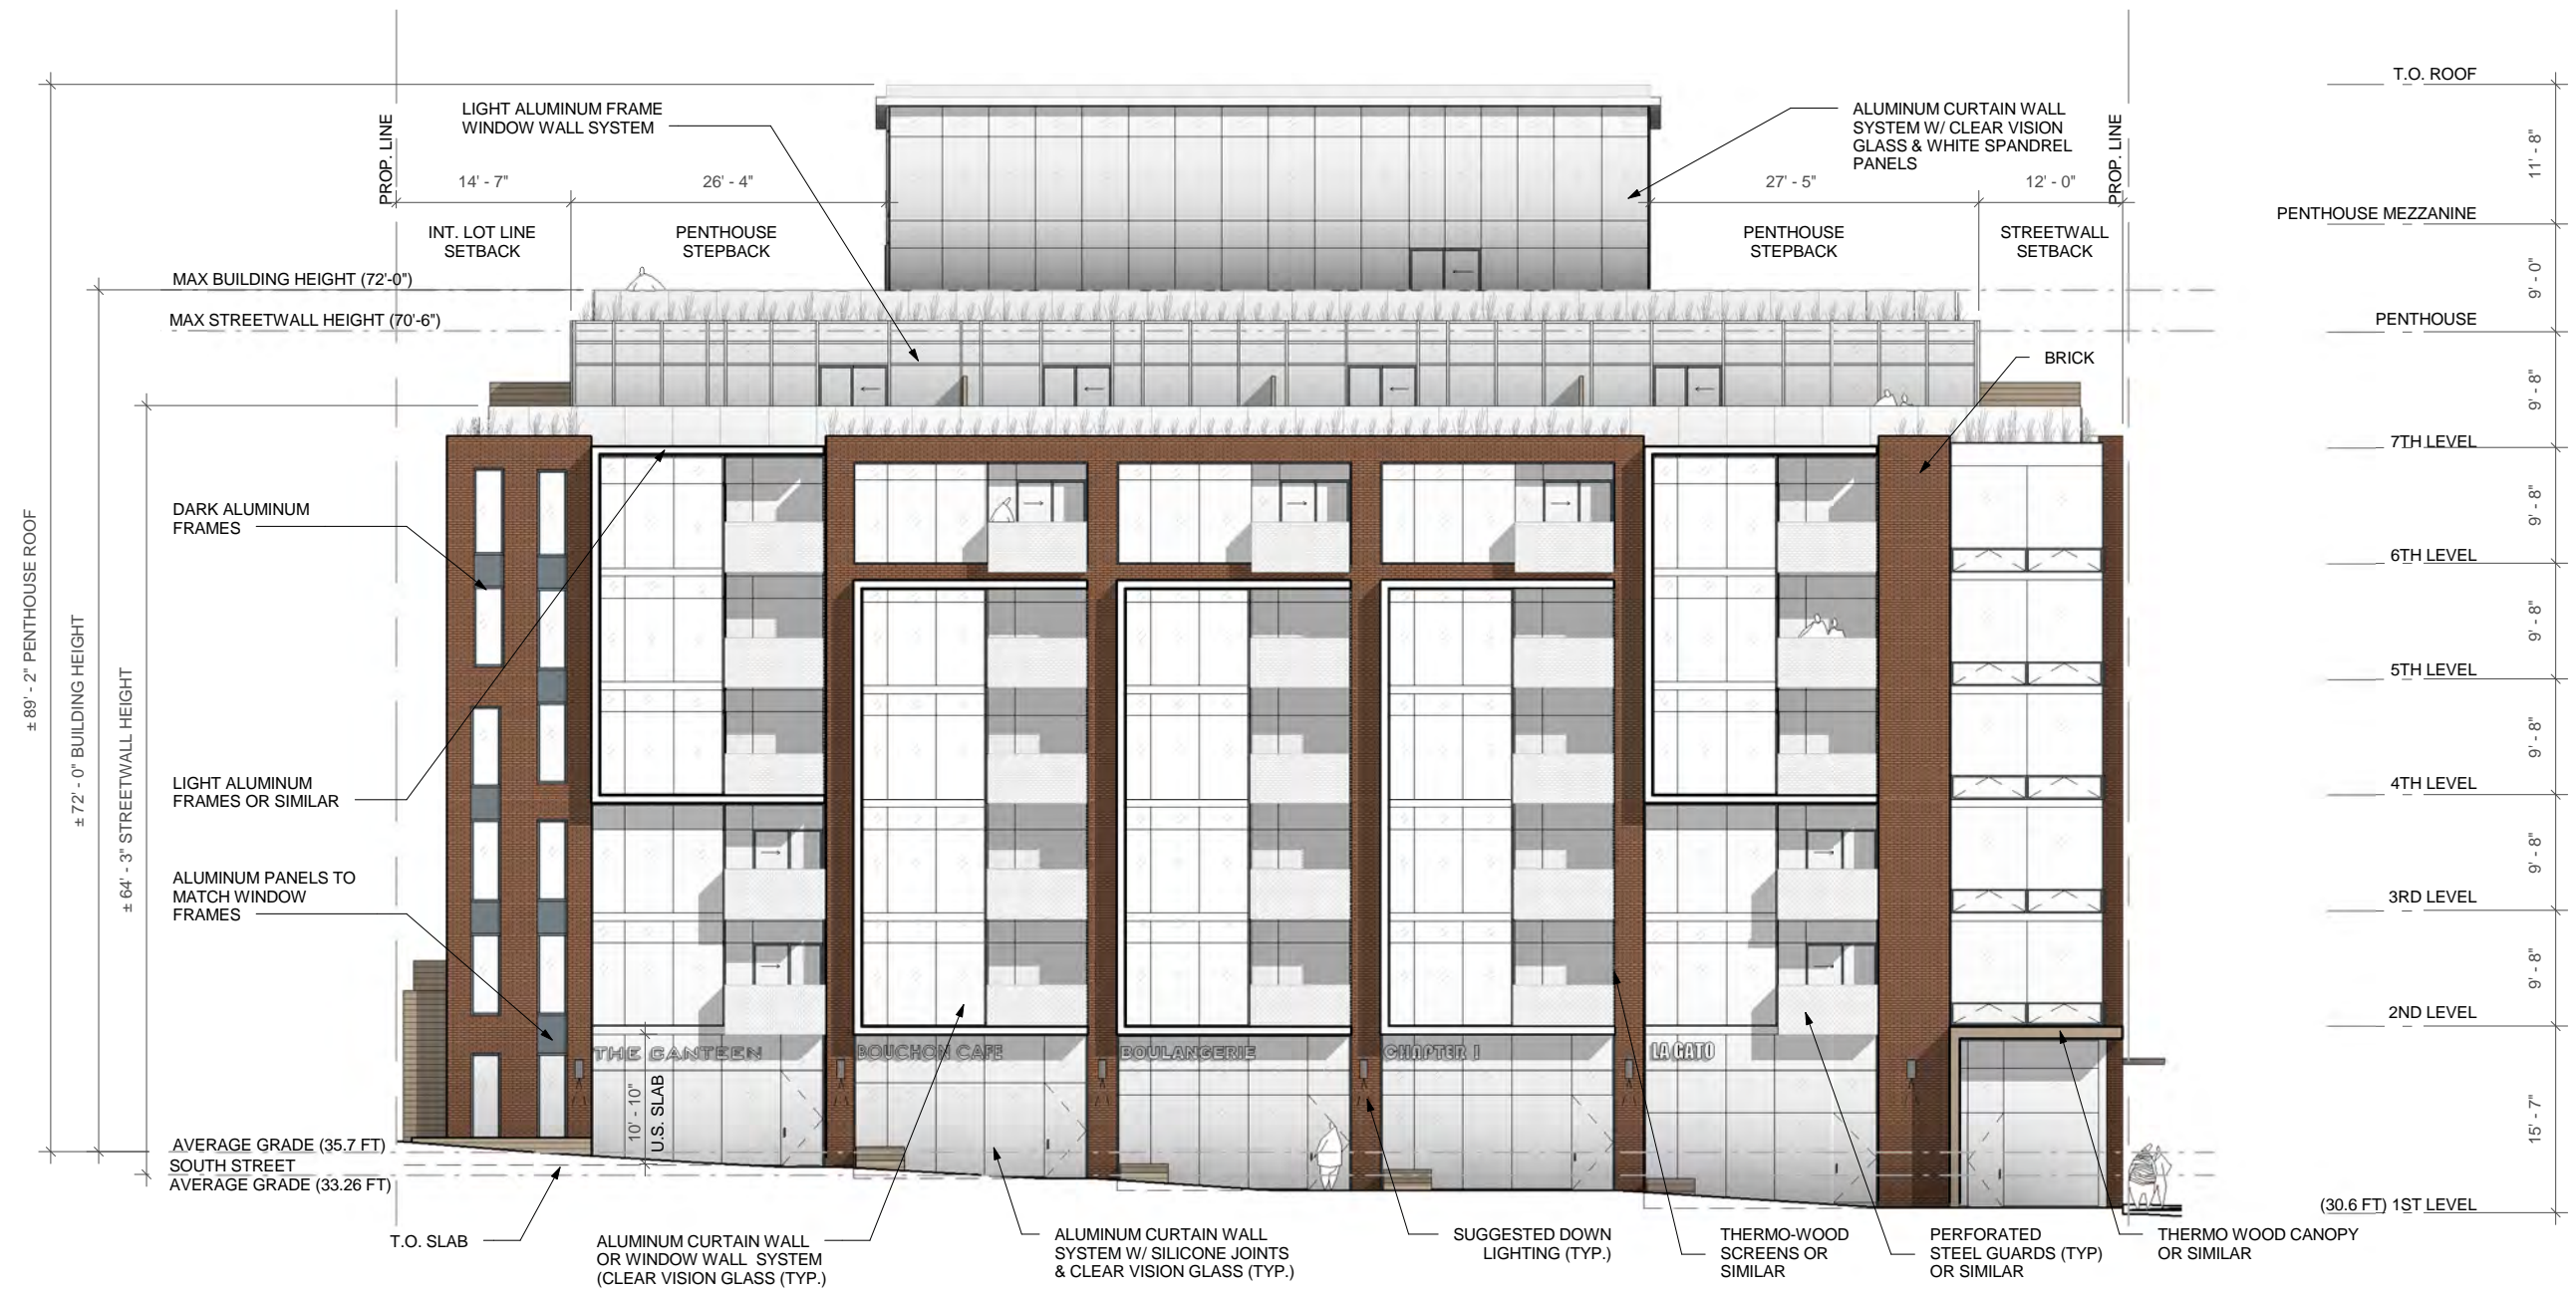 T.O. ROOF
LIGHT ALUMINUM FRAME
WINDOW WALL SYSTEM
ALUMINUM CURTAIN WALL
SYSTEM W/ CLEAR VISION
GLASS & WHITE SPANDREL
PANELS
PROP. LINE
PROP. LINE
11' - 8"
14' - 7"
26' - 4"
27' - 5"
12' - 0"
PENTHOUSE MEZZANINE
INT. LOT LINE
SETBACK
PENTHOUSE
STEPBACK
PENTHOUSE
STEPBACK
STREETWALL
SETBACK
9' - 0"
MAX BUILDING HEIGHT (72'-0")
MAX STREETWALL HEIGHT (70'-6")
PENTHOUSE
BRICK
9' - 8"
7TH LEVEL
DARK ALUMINUM
FRAMES
9' - 8"
6TH LEVEL
± 89' - 2" PENTHOUSE ROOF
± 72' - 0" BUILDING HEIGHT
± 64' - 3" STREETWALL HEIGHT
9' - 8"
5TH LEVEL
9' - 8"
LIGHT ALUMINUM
FRAMES OR SIMILAR
4TH LEVEL
9' - 8"
ALUMINUM PANELS TO
MATCH WINDOW
FRAMES
3RD LEVEL
9' - 8"
2ND LEVEL
THE CANTEEN
BOUCHON CAFE
BOULANGERIE
CHAPTER 1
LA GATO
10' - 10"
U.S. SLAB
15' - 7"
AVERAGE GRADE (35.7 FT)
SOUTH STREET
AVERAGE GRADE (33.26 FT)
(30.6 FT) 1ST LEVEL
T.O. SLAB
ALUMINUM CURTAIN WALL
OR WINDOW WALL SYSTEM
(CLEAR VISION GLASS (TYP.)
ALUMINUM CURTAIN WALL
SYSTEM W/ SILICONE JOINTS
& CLEAR VISION GLASS (TYP.)
SUGGESTED DOWN
LIGHTING (TYP.)
THERMO-WOOD
SCREENS OR
SIMILAR
PERFORATED
STEEL GUARDS (TYP)
OR SIMILAR
THERMO WOOD CANOPY
OR SIMILAR